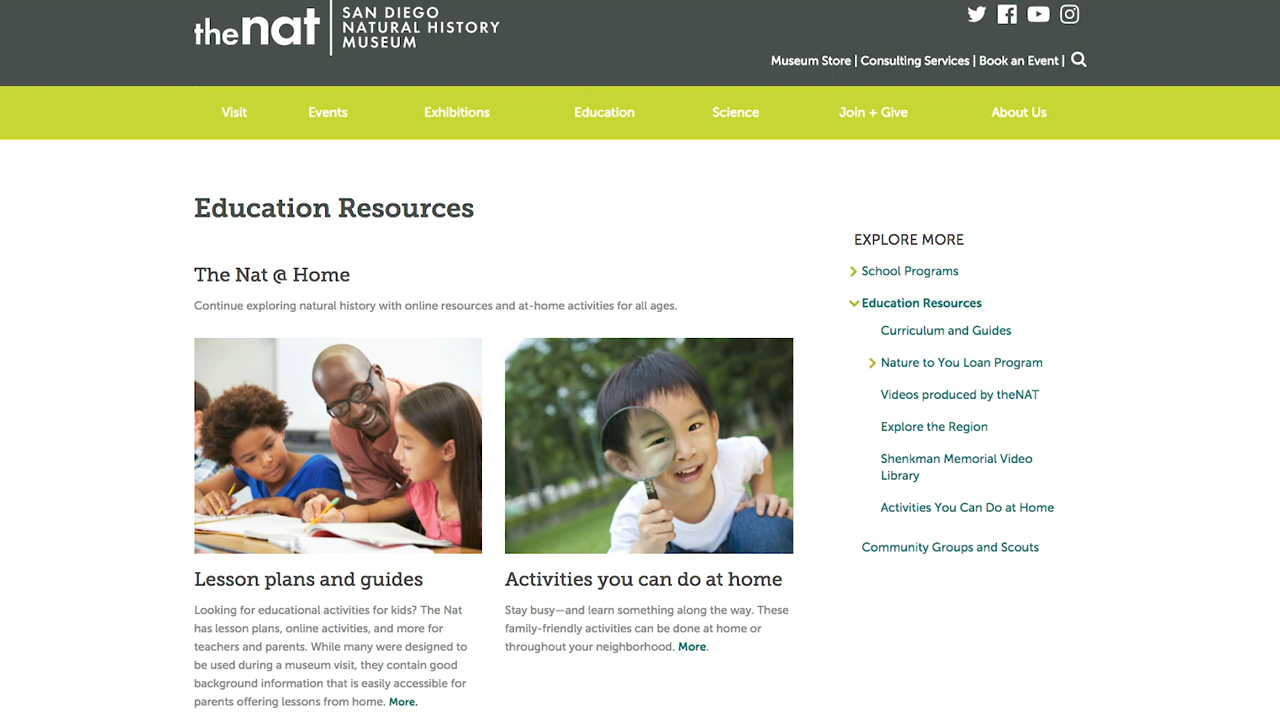 thenat
SAN DIEGO
NATURAL HISTORY
MUSEUM
Museum Store | Consulting Services | Book an Event |
Visit Events Exhibitions Education Science Join + Give About Us
Education Resources
The Nat @ Home
Continue exploring natural history with online resources and at-home activities for all ages.
Lesson plans and guides
Looking for educational activities for kids? The Nat
has lesson plans, online activities, and more for
teachers and parents. While many were designed to
be used during a museum visit, they contain good
background information that is easily accessible for
parents offering lessons from home. More.
Activities you can do at home
Stay busy—and learn something along the way. These
family-friendly activities can be done at home or
throughout your neighborhood. More.
EXPLORE MORE
School Programs
Education Resources
Curriculum and Guides
Nature to You Loan Program
Videos produced by theNAT
Explore the Region
Shenkman Memorial Video
Library
Activities You Can Do at Home
Community Groups and Scouts